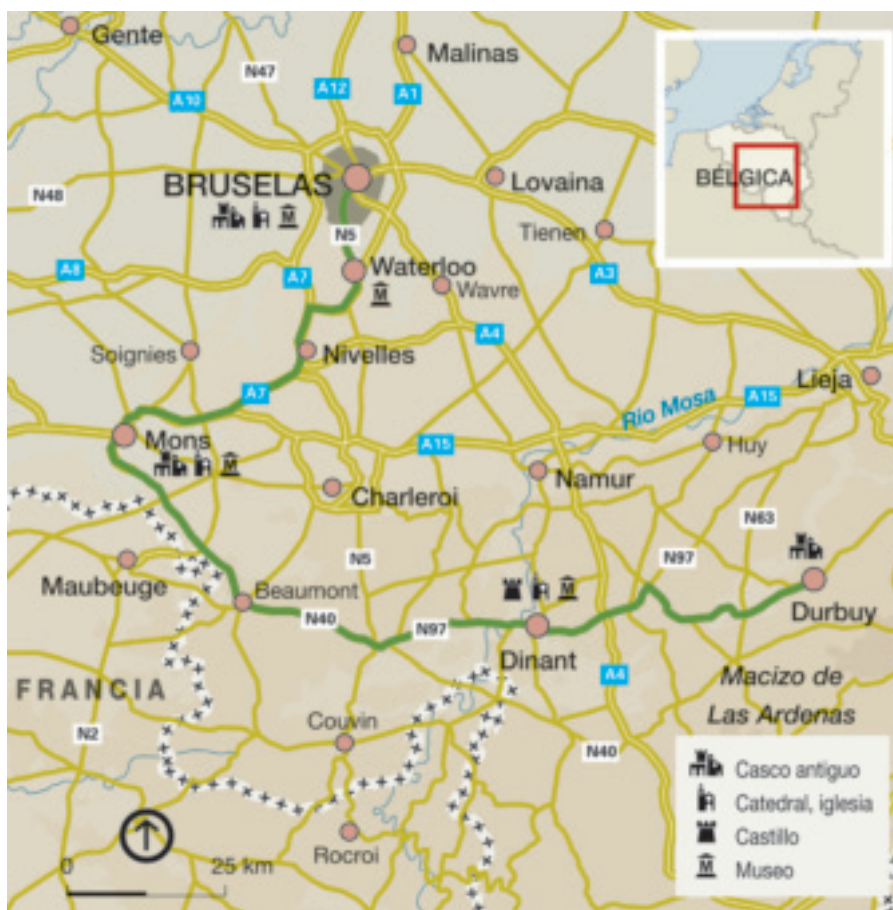 Gente
Malinas
N47
A12
A1
A10
BRUSELAS
Lovaina
N48
N5
Tienen
BÉLGICA
Waterloo
A8
A7
Wavre
A3
Soignies
Nivelles
A4
Lieja
A7
Río Mosa
A15
Mons
A15
Huy
Namur
Charleroi
N63
N5
N97
Maubeuge
Beaumont
N40
N97
Durbuy
Dinant
A4
Macizo de
Las Ardenas
FRANCIA
N2
Couvin
N40
Casco antiguo
Catedral, iglesia
Castillo
Museo
Rocroi
0
25 km